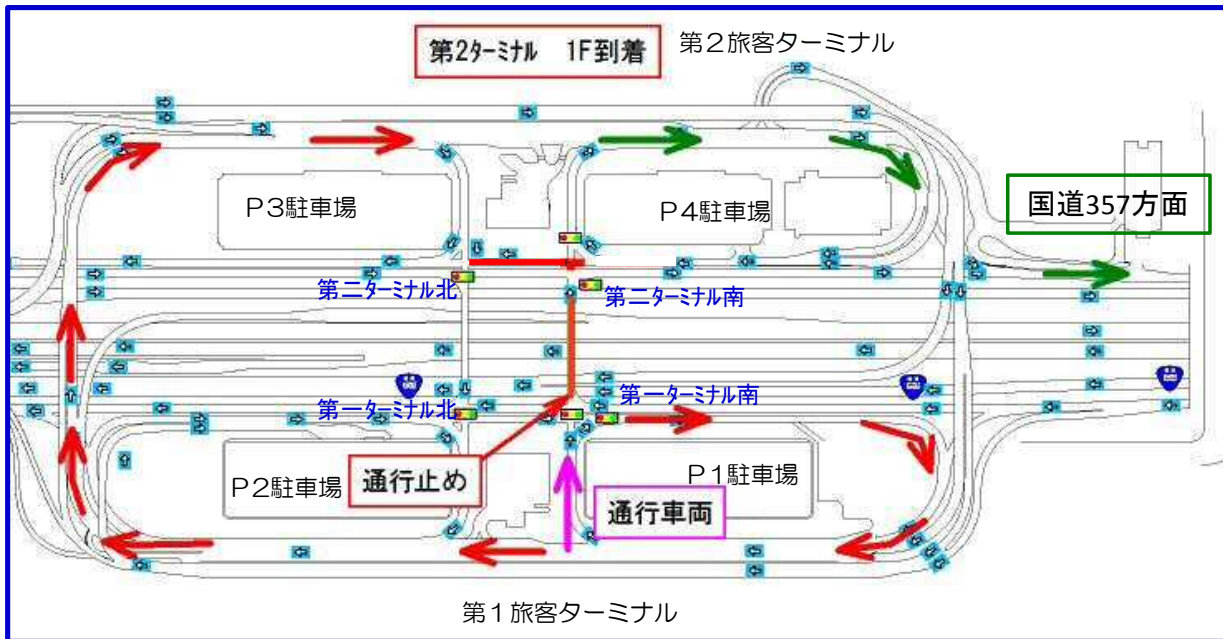 第2ﾀｰﾐﾅﾙ 1F到着
第２旅客ターミナル
P３駐車場
P４駐車場
国道357方面
第二ﾀｰﾐﾅﾙ北
第二ﾀｰﾐﾅﾙ南
第一ﾀｰﾐﾅﾙ北
第一ﾀｰﾐﾅﾙ南
P２駐車場
通行止め
P１駐車場
通行車両
第１旅客ターミナル